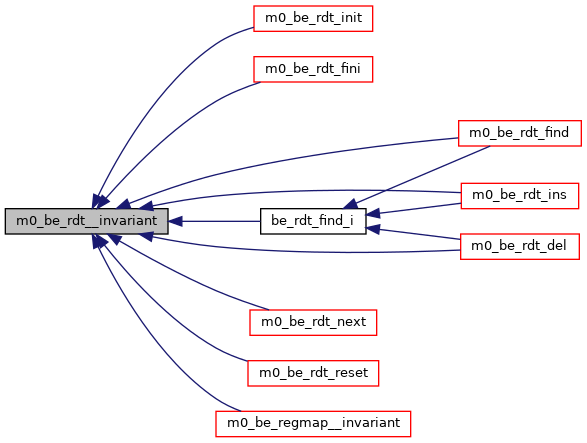 m0_be_rdt_init
m0_be_rdt_fini
m0_be_rdt_find
m0_be_rdt__invariant
be_rdt_find_i
m0_be_rdt_ins
m0_be_rdt_del
m0_be_rdt_next
m0_be_rdt_reset
m0_be_regmap__invariant